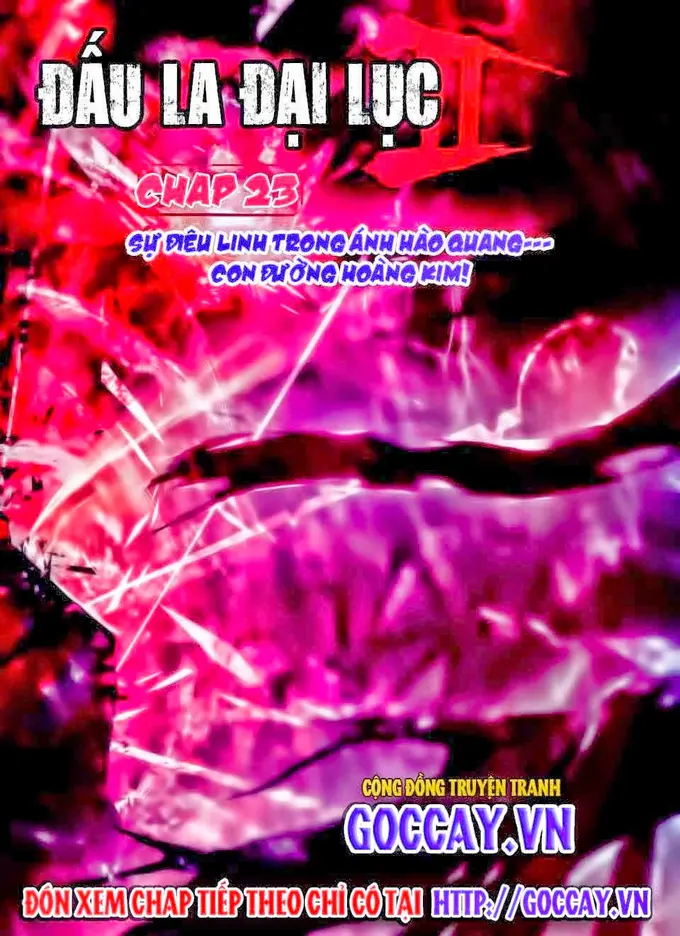 ĐẤU LA ĐẠI LỤC II
CHAP 23
SỰ ĐIÊU LINH TRONG ÁNH HÀO QUANG---
CON ĐƯỜNG HOÀNG KIM!
CỘNG ĐỒNG TRUYỆN TRANH
GOCCAY.VN
ĐÓN XEM CHAP TIẾP THEO CHỈ CÓ TẠI HTTP://GOCCAY.VN